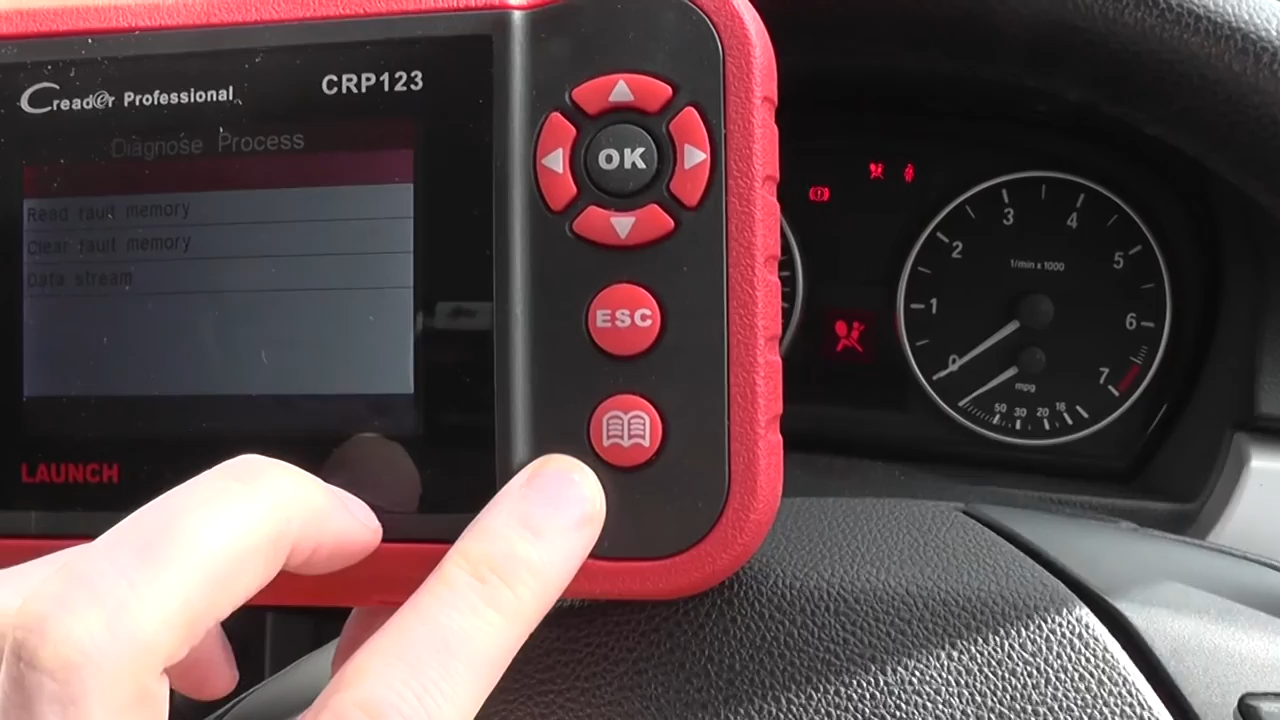 Creader Professional
CRP123
Diagnose Process
Read fault memory
Clear fault memory
Data stream
LAUNCH
OK
ESC
1/min x 1000
0
1
2
3
4
5
6
7
mpg
50 30 20 16